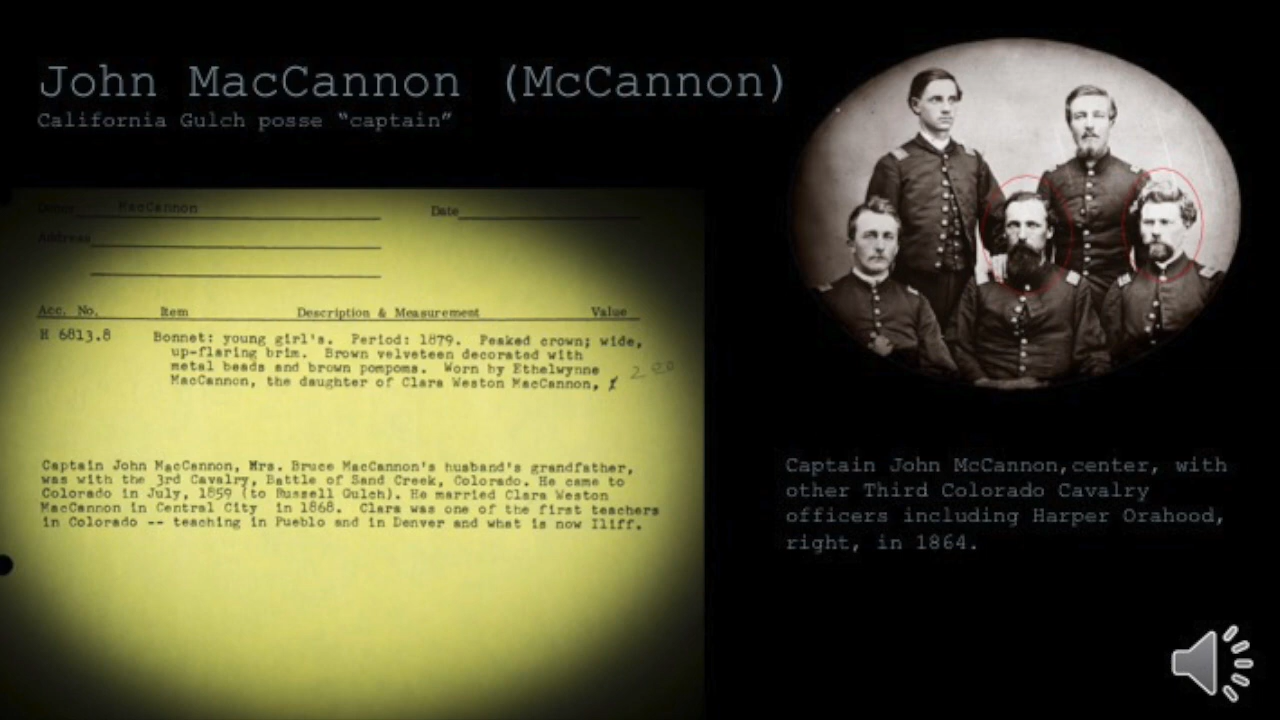 John MacCannon (McCannon)
California Gulch posse “captain”
Owner MacCannon Date
Address
Acc. No. Item Description & Measurement Value
H 6813.8 Bonnet: young girl's. Period: 1879. Peaked crown; wide,
up-flaring brim. Brown velveteen decorated with
metal beads and brown pompoms. Worn by Ethelwynne
MacCannon, the daughter of Clara Weston MacCannon,
Captain John MacCannon, Mrs. Bruce MacCannon's husband's grandfather,
was with the 3rd Cavalry, Battle of Sand Creek, Colorado. He came to
Colorado in July, 1859 (to Russell Gulch). He married Clara Weston
MacCannon in Central City in 1868. Clara was one of the first teachers
in Colorado -- teaching in Pueblo and in Denver and what is now Iliff.
Captain John McCannon,center, with
other Third Colorado Cavalry
officers including Harper Orahood,
right, in 1864.